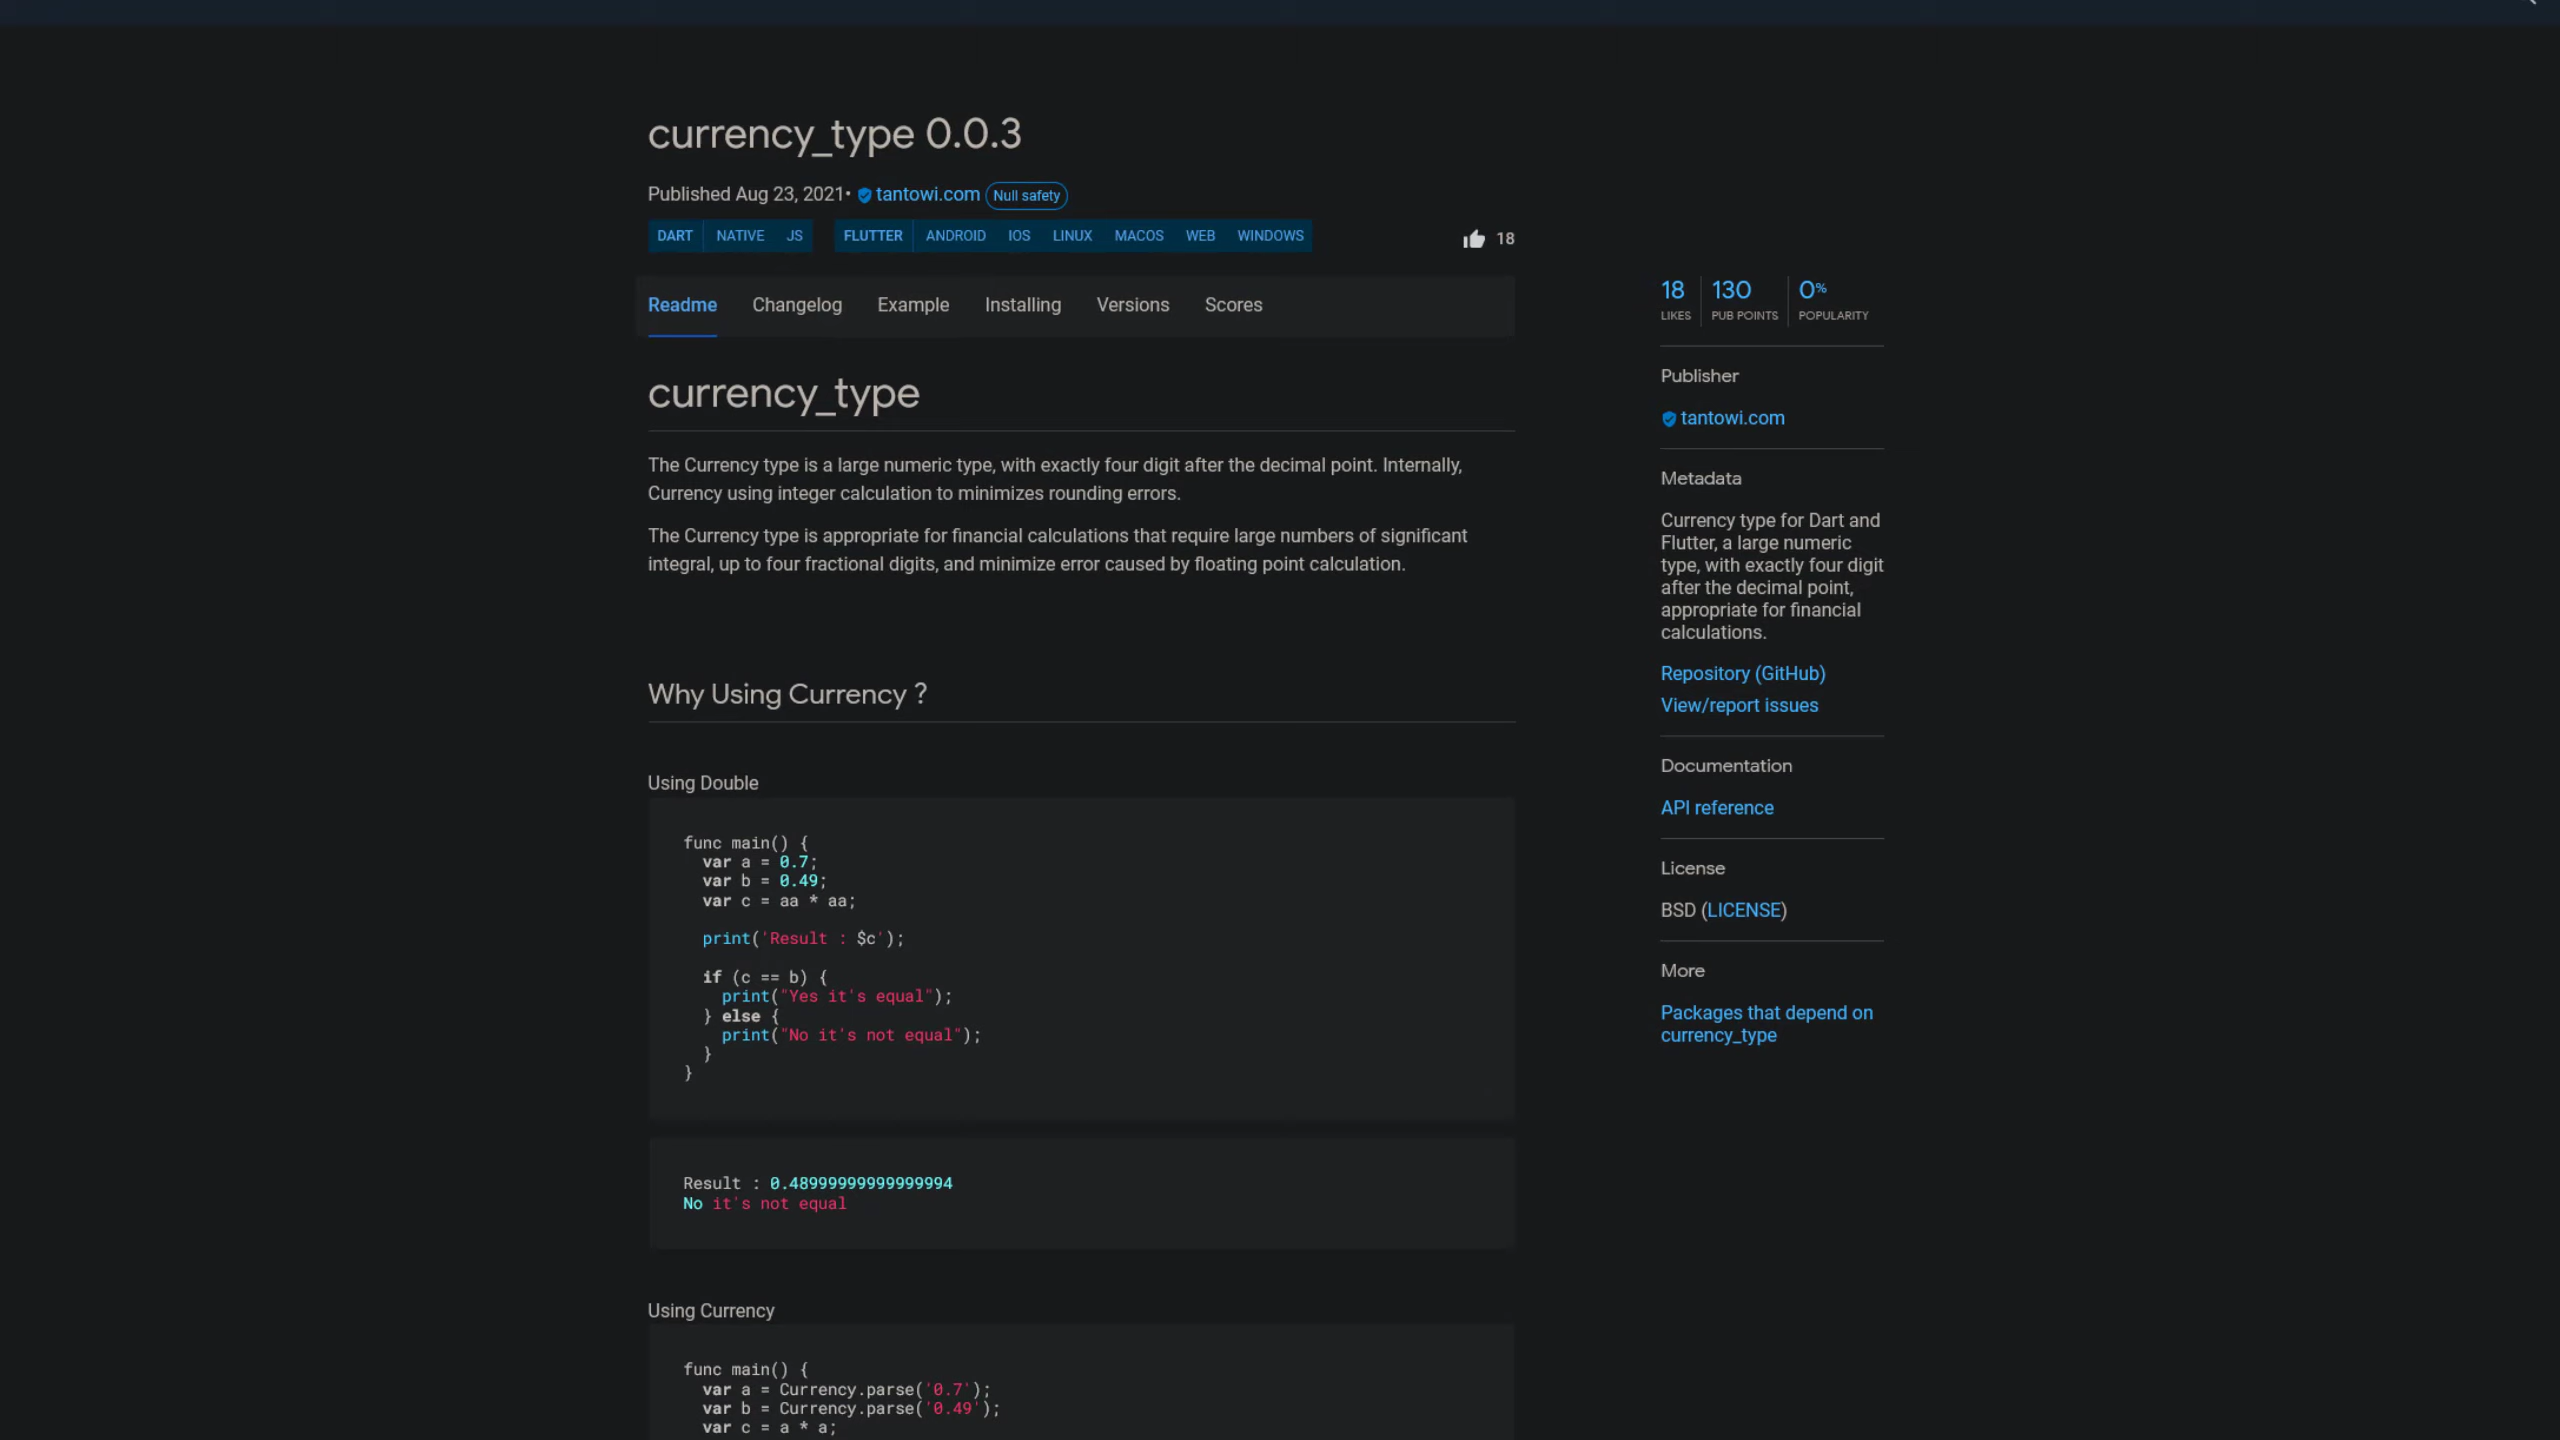 currency_type 0.0.3
Published Aug 23, 2021• tantowi.com Null safety
DART NATIVE JS FLUTTER ANDROID IOS LINUX MACOS WEB WINDOWS
18
Readme Changelog Example Installing Versions Scores
currency_type
The Currency type is a large numeric type, with exactly four digit after the decimal point. Internally,
Currency using integer calculation to minimizes rounding errors.
The Currency type is appropriate for financial calculations that require large numbers of significant
integral, up to four fractional digits, and minimize error caused by floating point calculation.
Why Using Currency ?
Using Double
func main() {
  var a = 0.7;
  var b = 0.49;
  var c = aa * aa;
  print('Result : $c');
  if (c == b) {
    print("Yes it's equal");
  } else {
    print("No it's not equal");
  }
}
Result : 0.48999999999999994
No it's not equal
Using Currency
func main() {
  var a = Currency.parse('0.7');
  var b = Currency.parse('0.49');
  var c = a * a;
18 130 0%
LIKES PUB POINTS POPULARITY
Publisher
tantowi.com
Metadata
Currency type for Dart and
Flutter, a large numeric
type, with exactly four digit
after the decimal point,
appropriate for financial
calculations.
Repository (GitHub)
View/report issues
Documentation
API reference
License
BSD (LICENSE)
More
Packages that depend on
currency_type